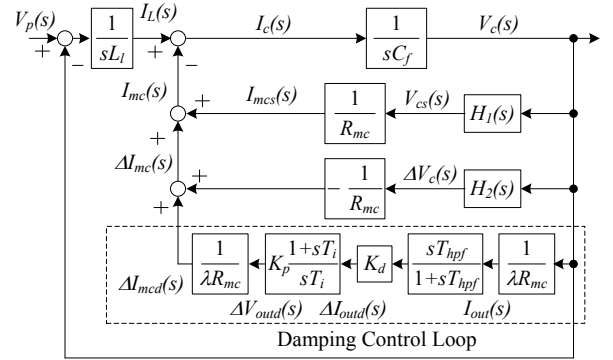 V_p(s) I_L(s) I_c(s) V_c(s)
+ − 1/(sL_l) + − 1/(sC_f)
I_mc(s) + + I_mcs(s) 1/R_mc V_cs(s) H_1(s)
ΔI_mc(s) + + − 1/R_mc ΔV_c(s) H_2(s)
1/(λR_mc) K_p (1+sT_i)/(sT_i) K_d sT_hpf/(1+sT_hpf) 1/(λR_mc)
ΔI_mcd(s) ΔV_outd(s) ΔI_outd(s) I_out(s)
Damping Control Loop